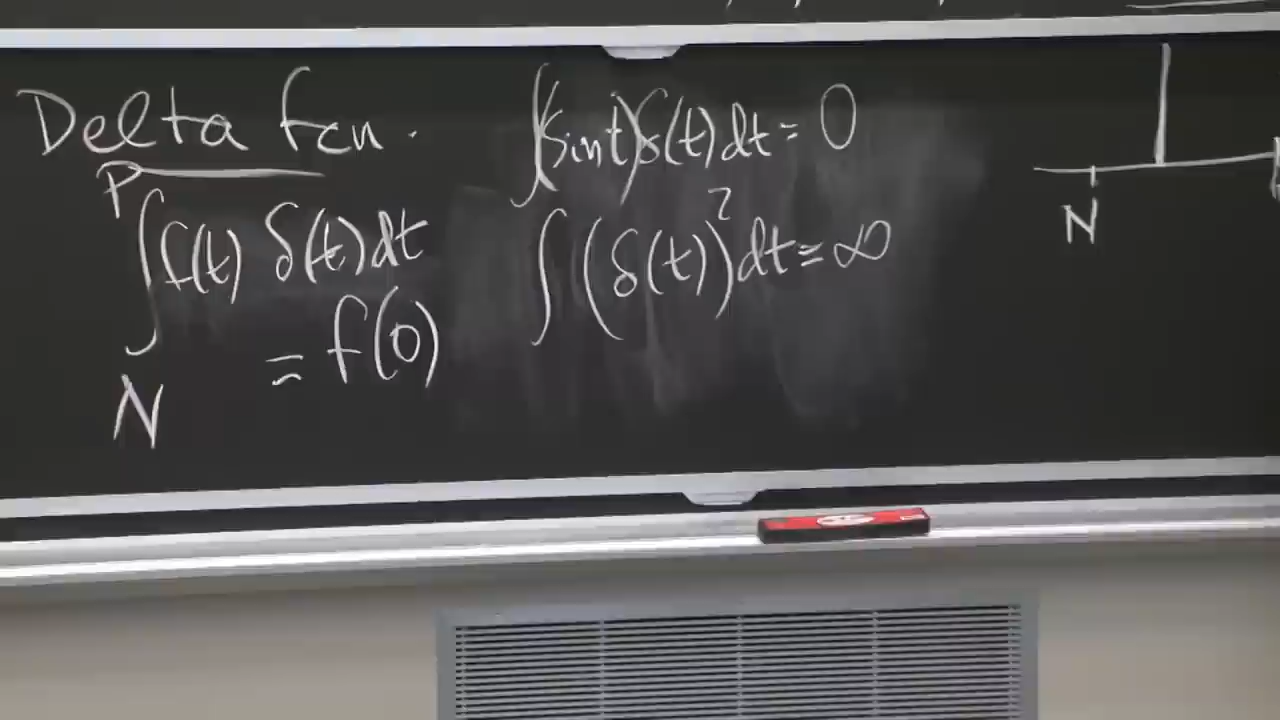 Delta fcn.
P
∫ f(t) δ(t) dt
N
= f(0)
∫(sin t) δ(t) dt = 0
∫ (δ(t))² dt = ∞
N